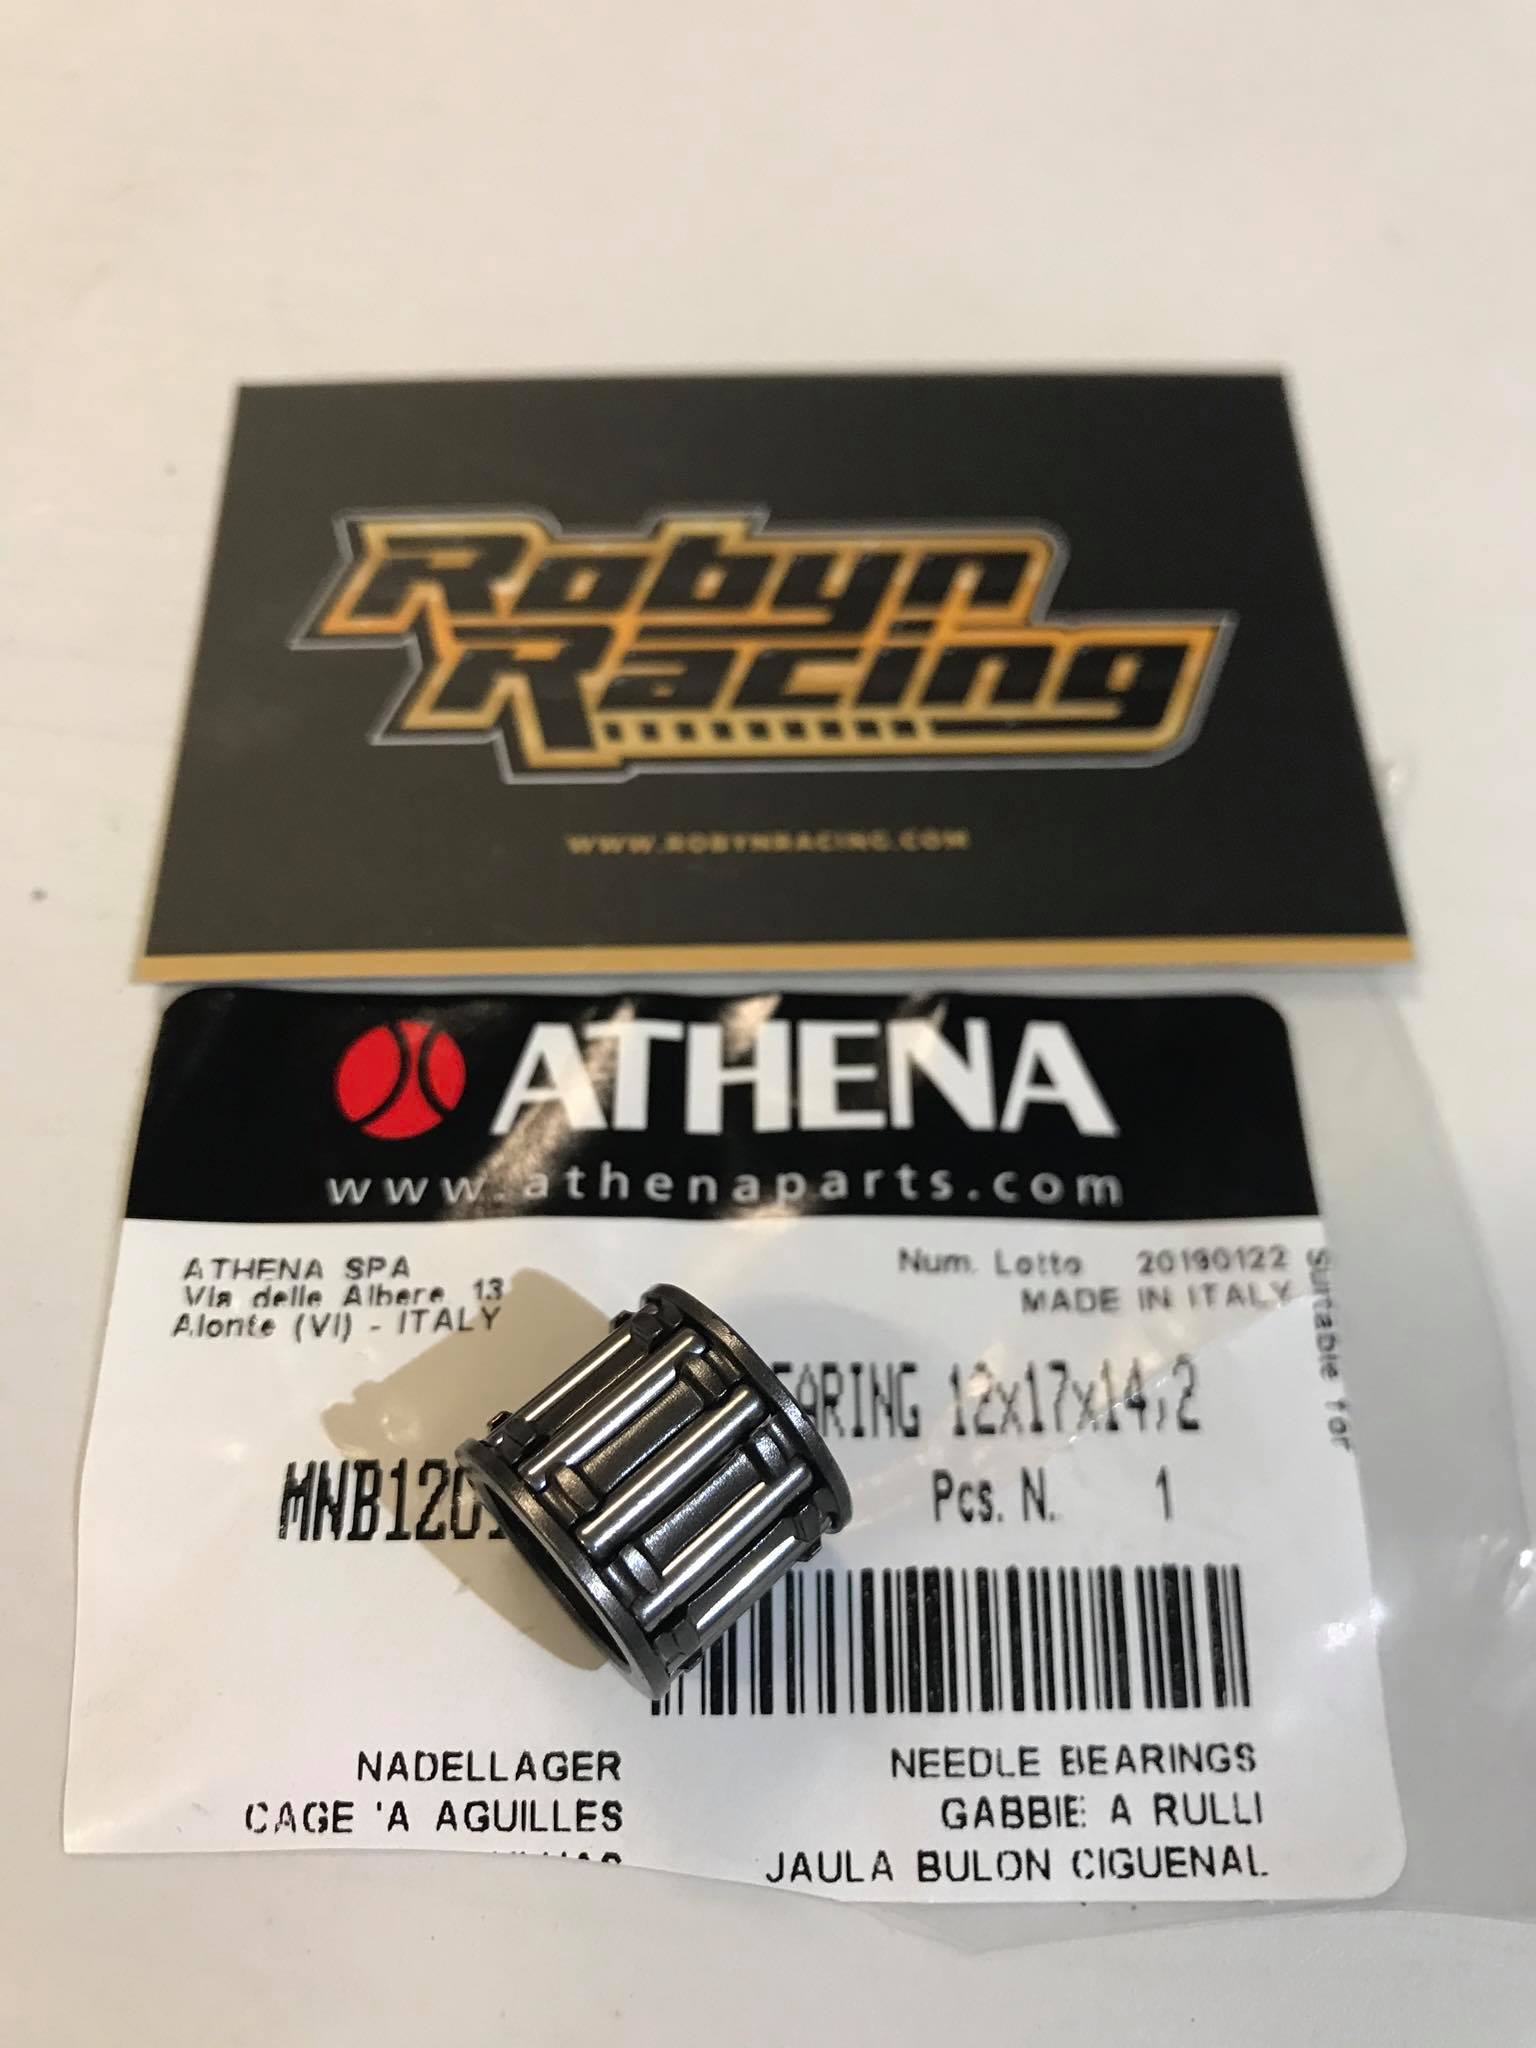 Robyn
Racing
WWW.ROBYNRACING.COM
ATHENA
www.athenaparts.com
ATHENA SPA
Via delle Albere, 13
Alonte (VI) - ITALY
Num. Lotto 20190122
MADE IN ITALY
Suitable for
12x17x14,2
Pcs. N. 1
NADELLAGER
CAGE 'A AGUILLES
NEEDLE BEARINGS
GABBIE A RULLI
JAULA BULON CIGUENAL